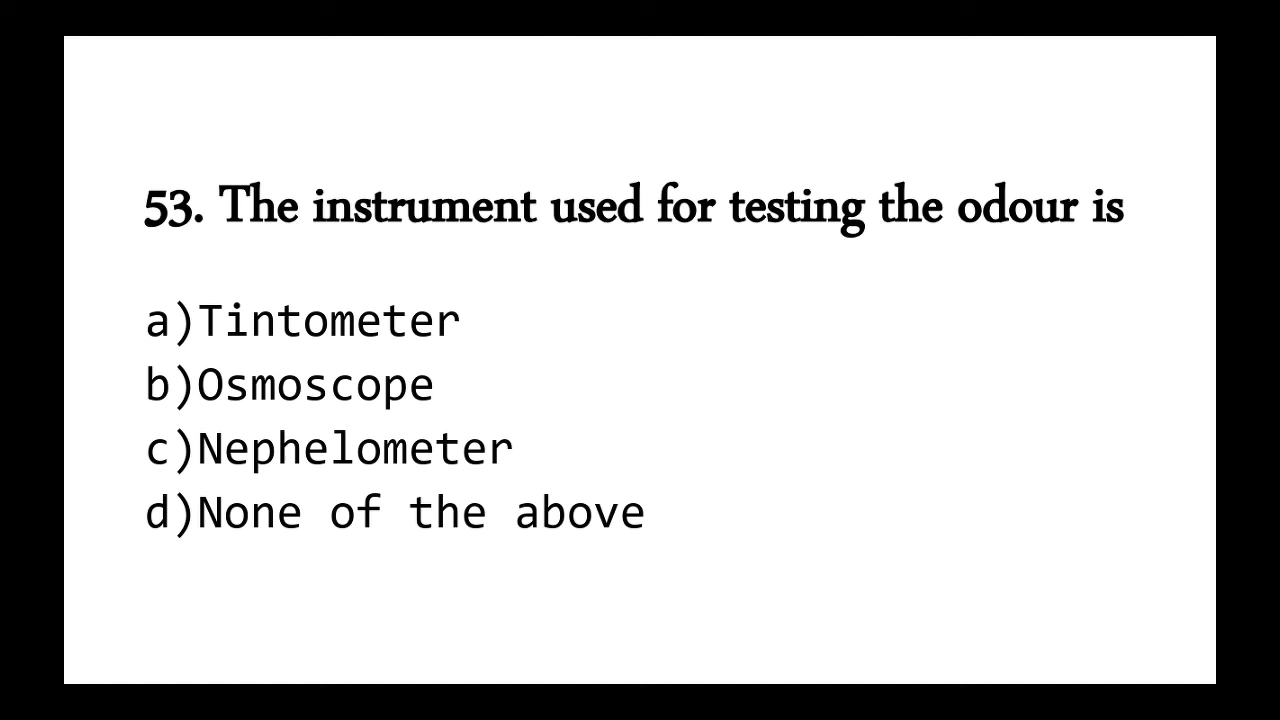 53. The instrument used for testing the odour is
a)Tintometer
b)Osmoscope
c)Nephelometer
d)None of the above